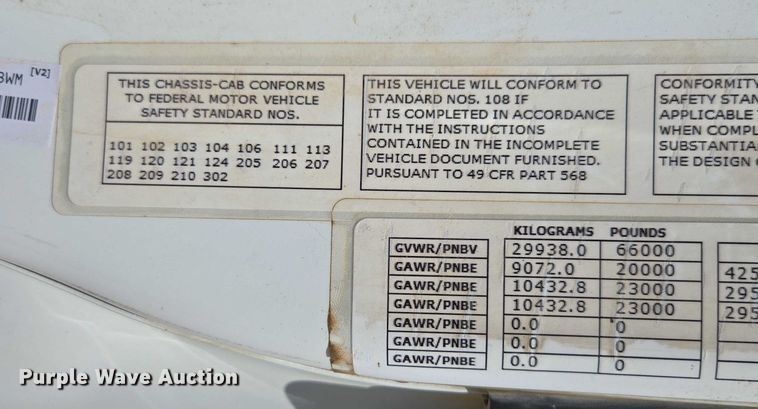 BWM [V2]
THIS CHASSIS-CAB CONFORMS
TO FEDERAL MOTOR VEHICLE
SAFETY STANDARD NOS.
101 102 103 104 106 111 113
119 120 121 124 205 206 207
208 209 210 302
THIS VEHICLE WILL CONFORM TO
STANDARD NOS. 108 IF
IT IS COMPLETED IN ACCORDANCE
WITH THE INSTRUCTIONS
CONTAINED IN THE INCOMPLETE
VEHICLE DOCUMENT FURNISHED.
PURSUANT TO 49 CFR PART 568
CONFORMITY
SAFETY STAN
APPLICABLE
WHEN COMPL
SUBSTANTIA
THE DESIGN
KILOGRAMS POUNDS
GVWR/PNBV 29938.0 66000
GAWR/PNBE 9072.0 20000 425
GAWR/PNBE 10432.8 23000 295
GAWR/PNBE 10432.8 23000 295
GAWR/PNBE 0.0 0
GAWR/PNBE 0.0 0
GAWR/PNBE 0.0 0
Purple Wave Auction